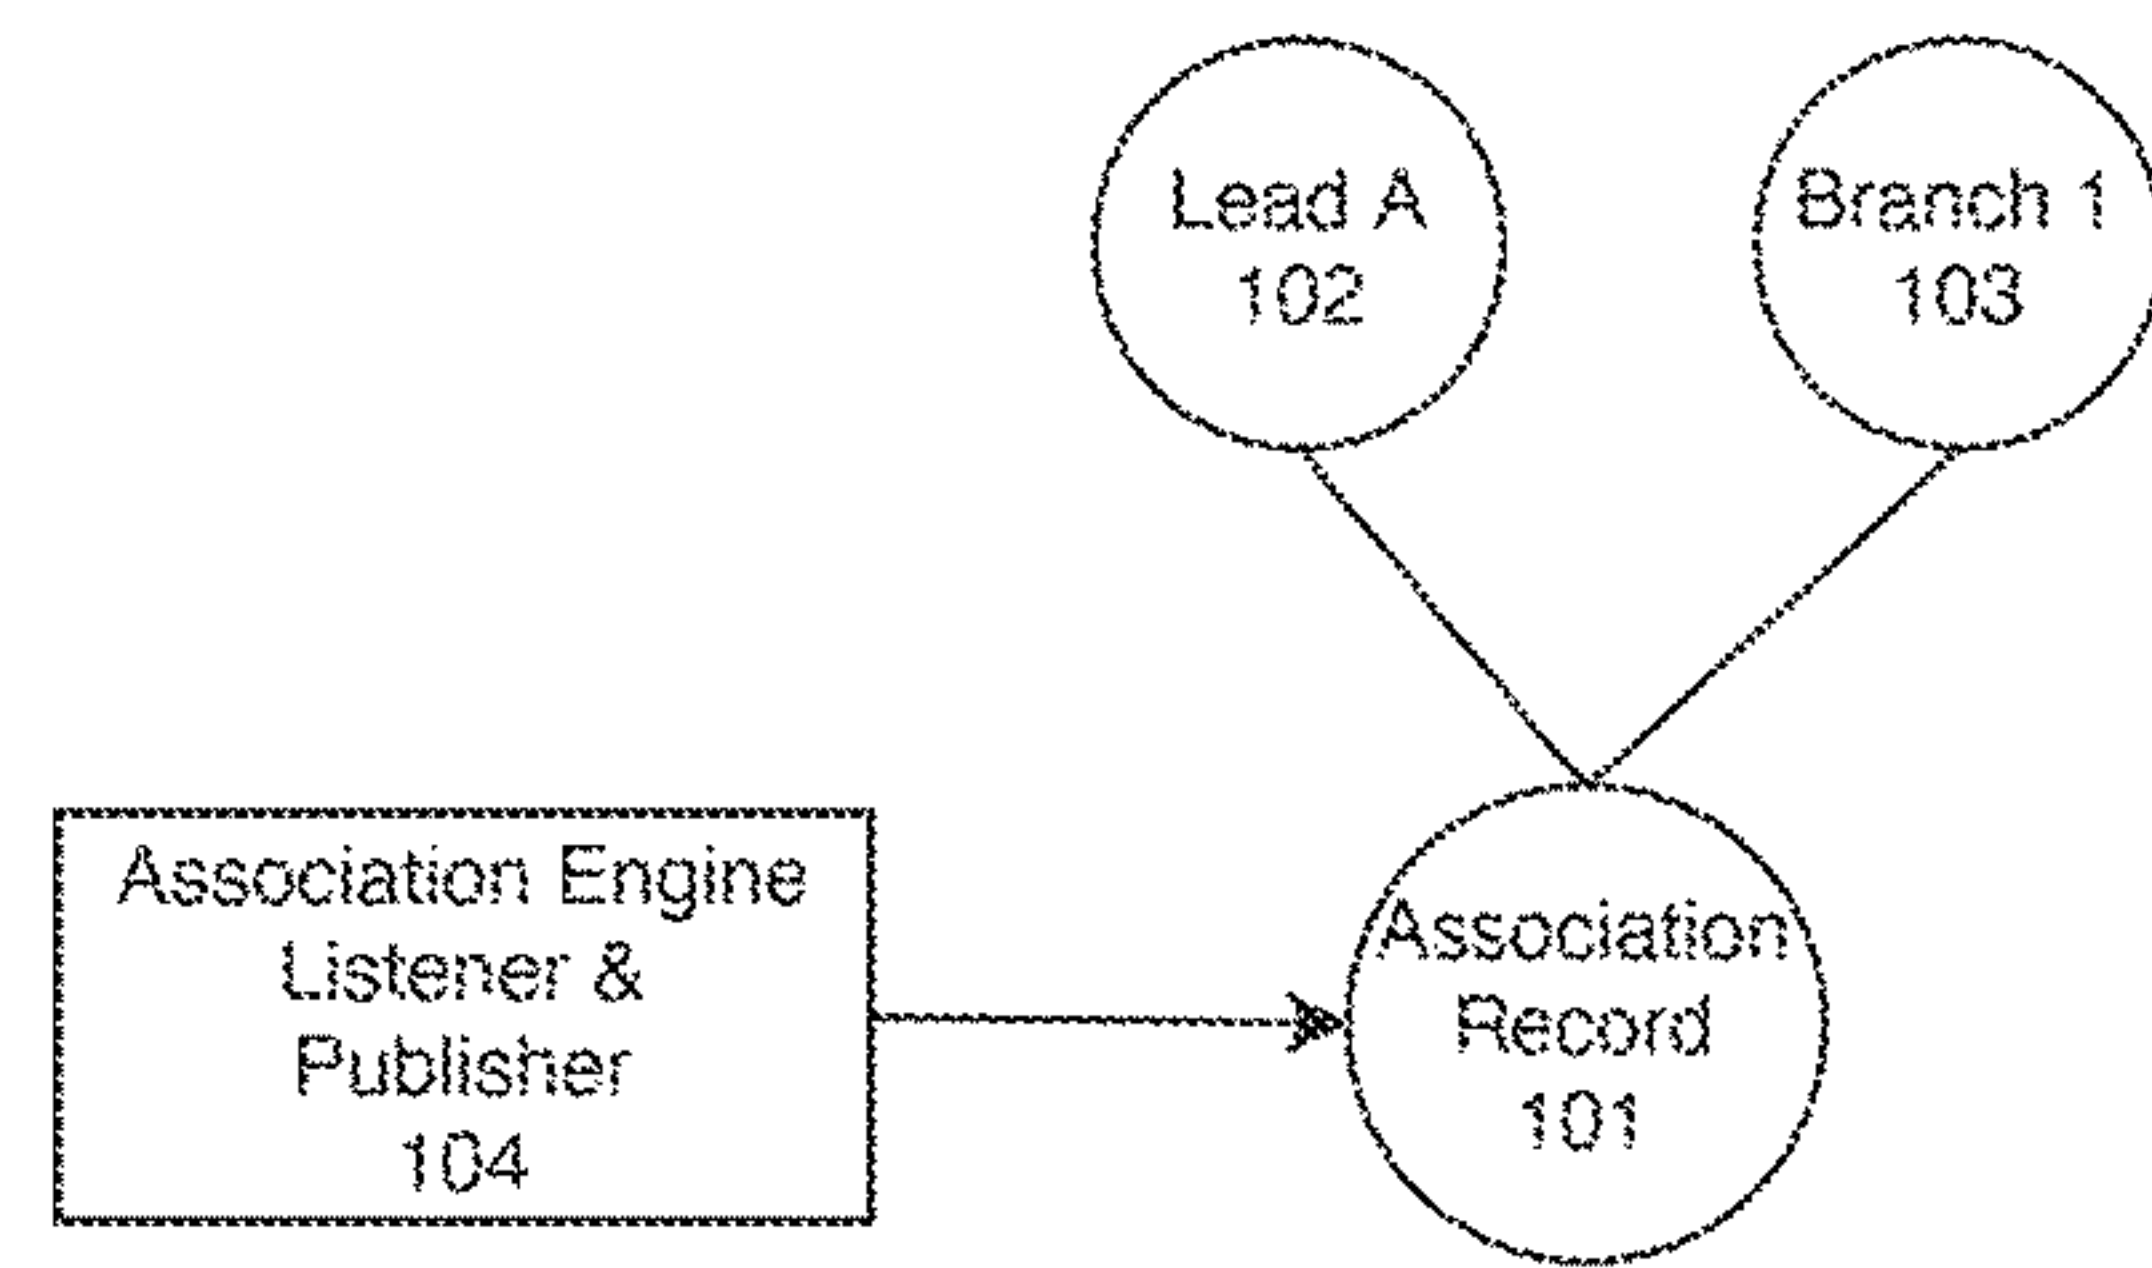 Lead A
102
Branch 1
103
Association Engine
Listener &
Publisher
104
Association
Record
101